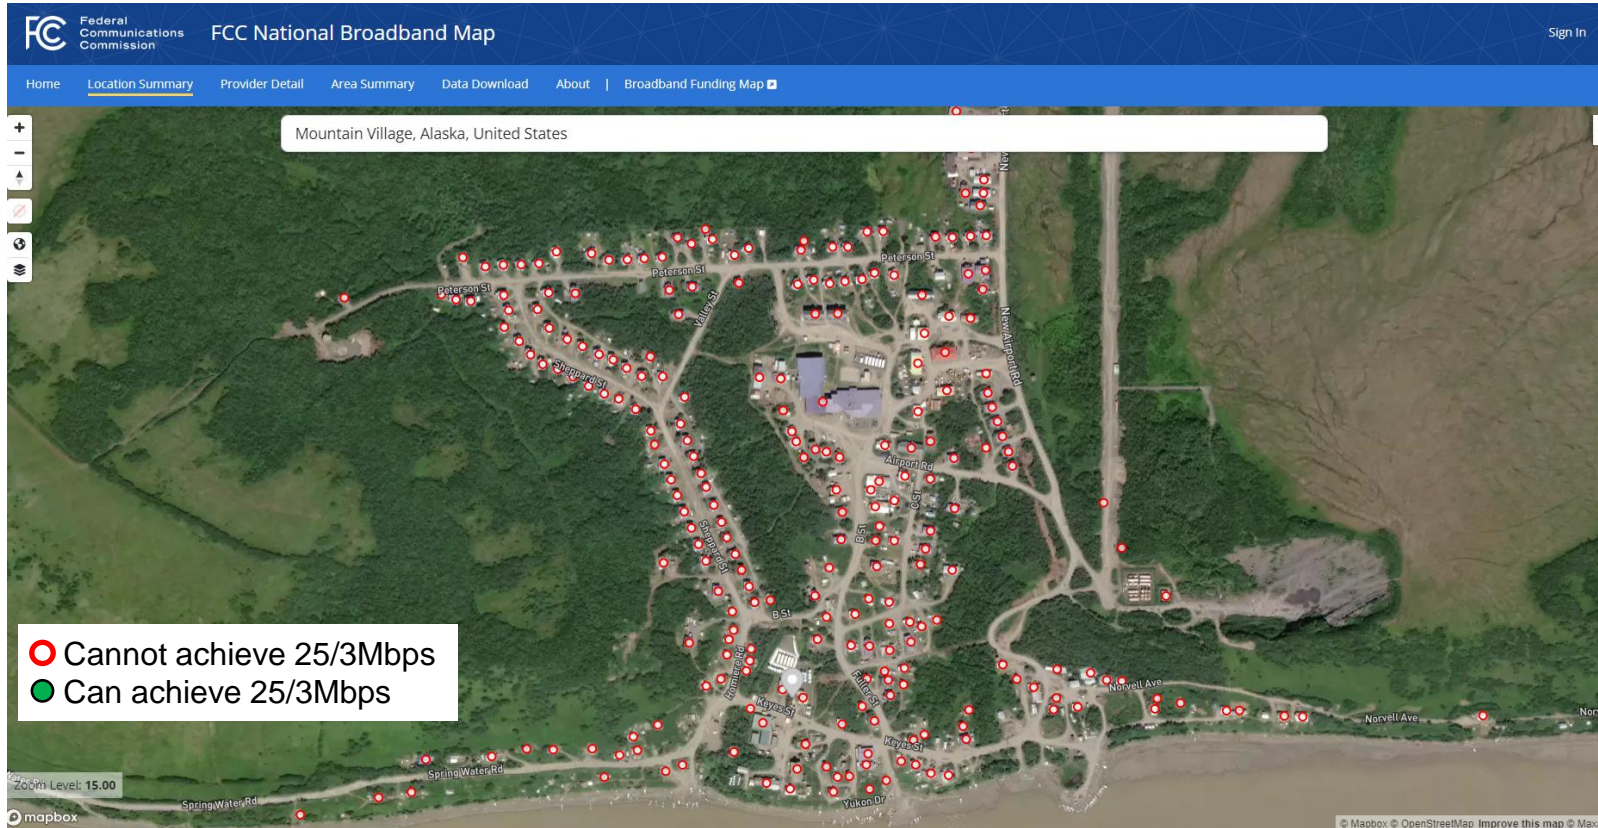 Federal
Communications
Commission
FCC National Broadband Map
Sign In
Home
Location Summary
Provider Detail
Area Summary
Data Download
About
|
Broadband Funding Map
Mountain Village, Alaska, United States
Peterson St
Peterson St
Peterson St
Valley St
New Airport Rd
Sheppard St
Airport Rd
C St
B St
Sheppard St
B St
Cannot achieve 25/3Mbps
Can achieve 25/3Mbps
Fuller St
Keyes St
Norvell Ave
Norvell Ave
Keyes St
Spring Water Rd
Zoom Level: 15.00
Spring Water Rd
Yukon Dr
mapbox
© Mapbox © OpenStreetMap Improve this map